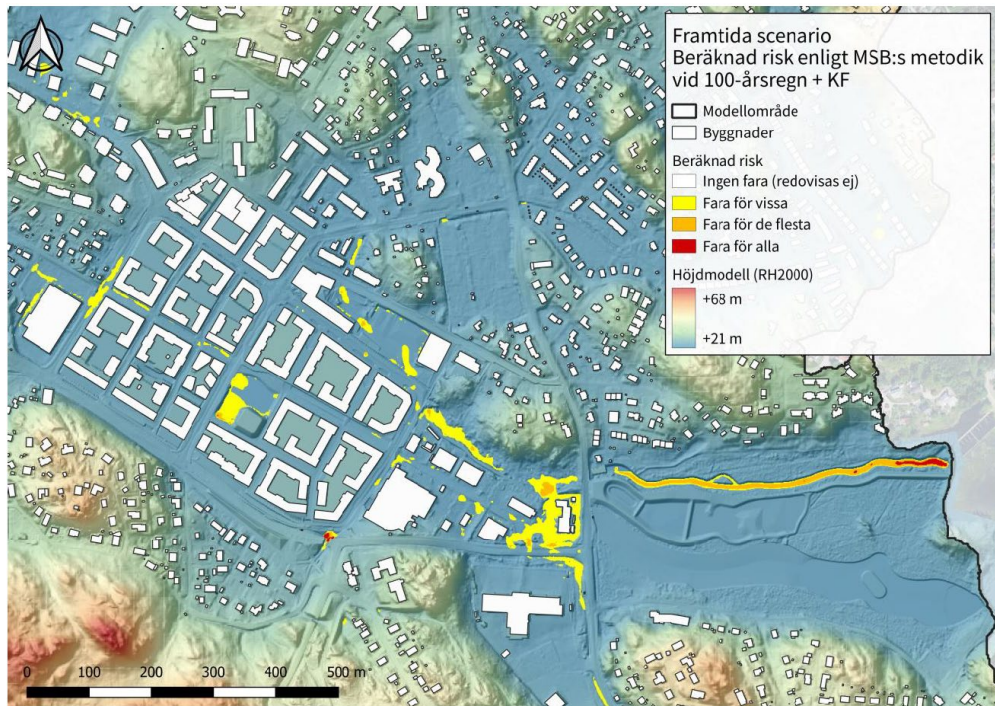 Framtida scenario
Beräknad risk enligt MSB:s metodik
vid 100-årsregn + KF
Modellområde
Byggnader
Beräknad risk
Ingen fara (redovisas ej)
Fara för vissa
Fara för de flesta
Fara för alla
Höjdmodell (RH2000)
+68 m
+21 m
0 100 200 300 400 500 m